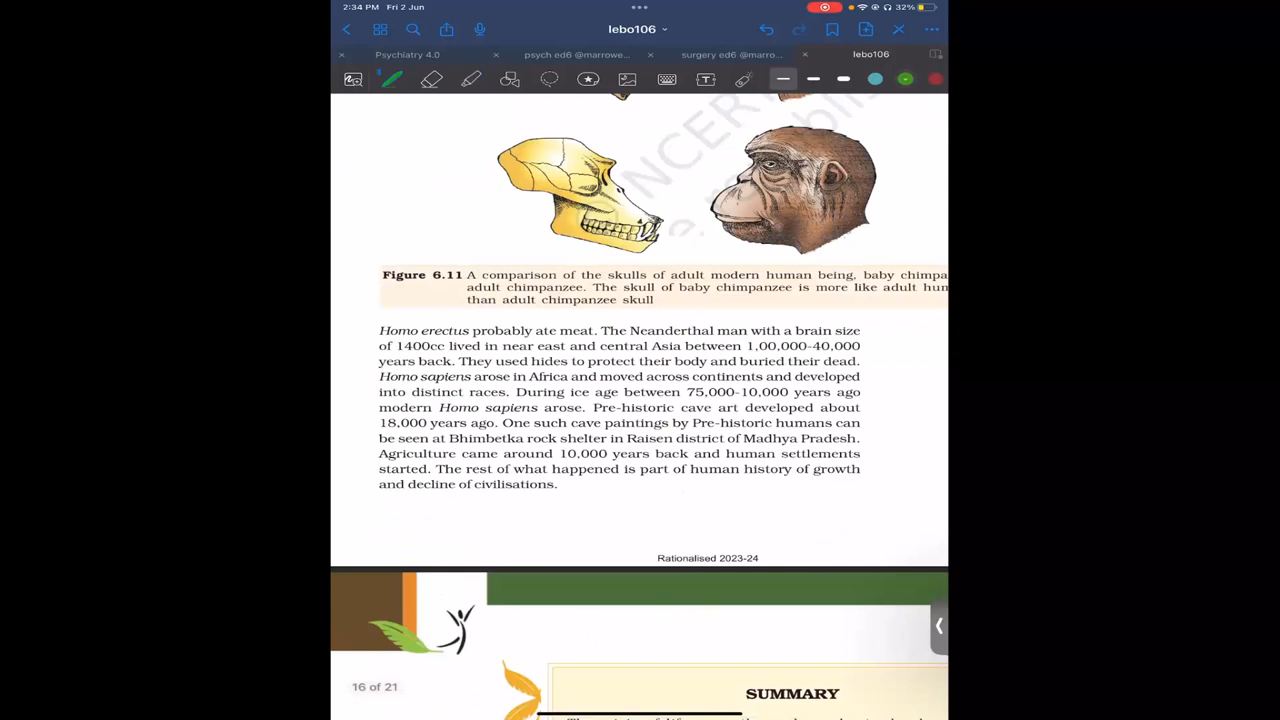 2:34 PM Fri 2 Jun
32%
lebo106
Psychiatry 4.0
psych ed6 @marrowe...
surgery ed6 @marro...
lebo106
NCERT
Figure 6.11 A comparison of the skulls of adult modern human being, baby chimpa
adult chimpanzee. The skull of baby chimpanzee is more like adult hum
than adult chimpanzee skull
Homo erectus probably ate meat. The Neanderthal man with a brain size
of 1400cc lived in near east and central Asia between 1,00,000-40,000
years back. They used hides to protect their body and buried their dead.
Homo sapiens arose in Africa and moved across continents and developed
into distinct races. During ice age between 75,000-10,000 years ago
modern Homo sapiens arose. Pre-historic cave art developed about
18,000 years ago. One such cave paintings by Pre-historic humans can
be seen at Bhimbetka rock shelter in Raisen district of Madhya Pradesh.
Agriculture came around 10,000 years back and human settlements
started. The rest of what happened is part of human history of growth
and decline of civilisations.
Rationalised 2023-24
16 of 21
SUMMARY